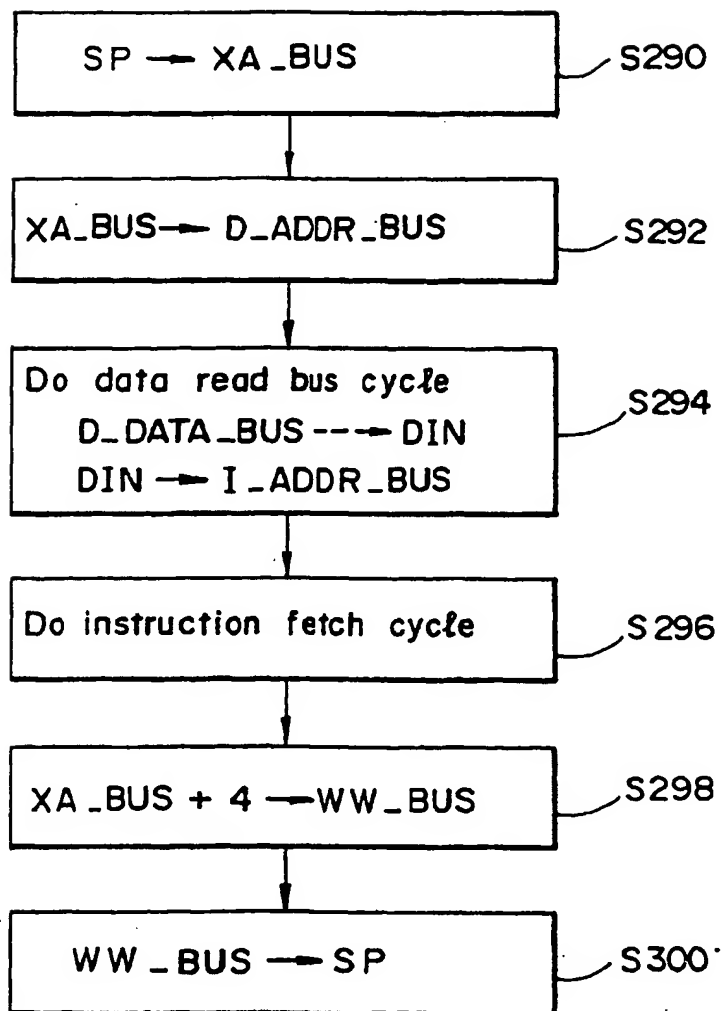 SP → XA_BUS
S290
XA_BUS → D_ADDR_BUS
S292
Do data read bus cycle
D_DATA_BUS ---→ DIN
DIN → I_ADDR_BUS
S294
Do instruction fetch cycle
S296
XA_BUS + 4 → WW_BUS
S298
WW_BUS → SP
S300